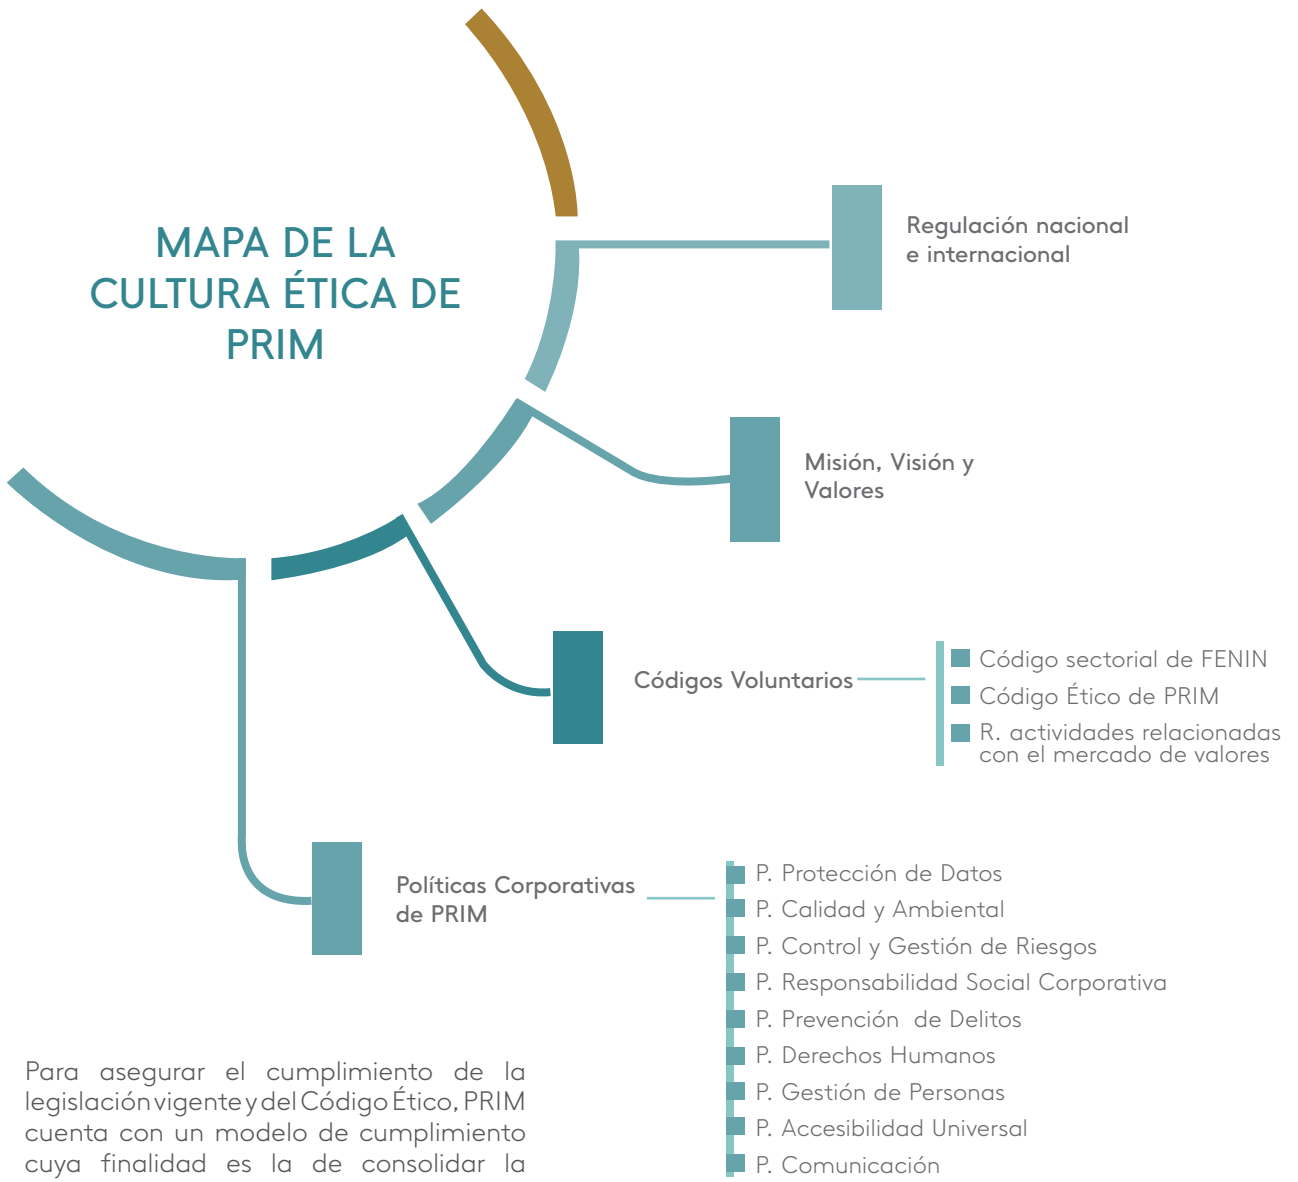 MAPA DE LA
CULTURA ÉTICA DE
PRIM
Regulación nacional
e internacional
Misión, Visión y
Valores
Códigos Voluntarios
Código sectorial de FENIN
Código Ético de PRIM
R. actividades relacionadas
con el mercado de valores
Políticas Corporativas
de PRIM
P. Protección de Datos
P. Calidad y Ambiental
P. Control y Gestión de Riesgos
P. Responsabilidad Social Corporativa
P. Prevención de Delitos
P. Derechos Humanos
P. Gestión de Personas
P. Accesibilidad Universal
P. Comunicación
Para asegurar el cumplimiento de la
legislación vigente y del Código Ético, PRIM
cuenta con un modelo de cumplimiento
cuya finalidad es la de consolidar la